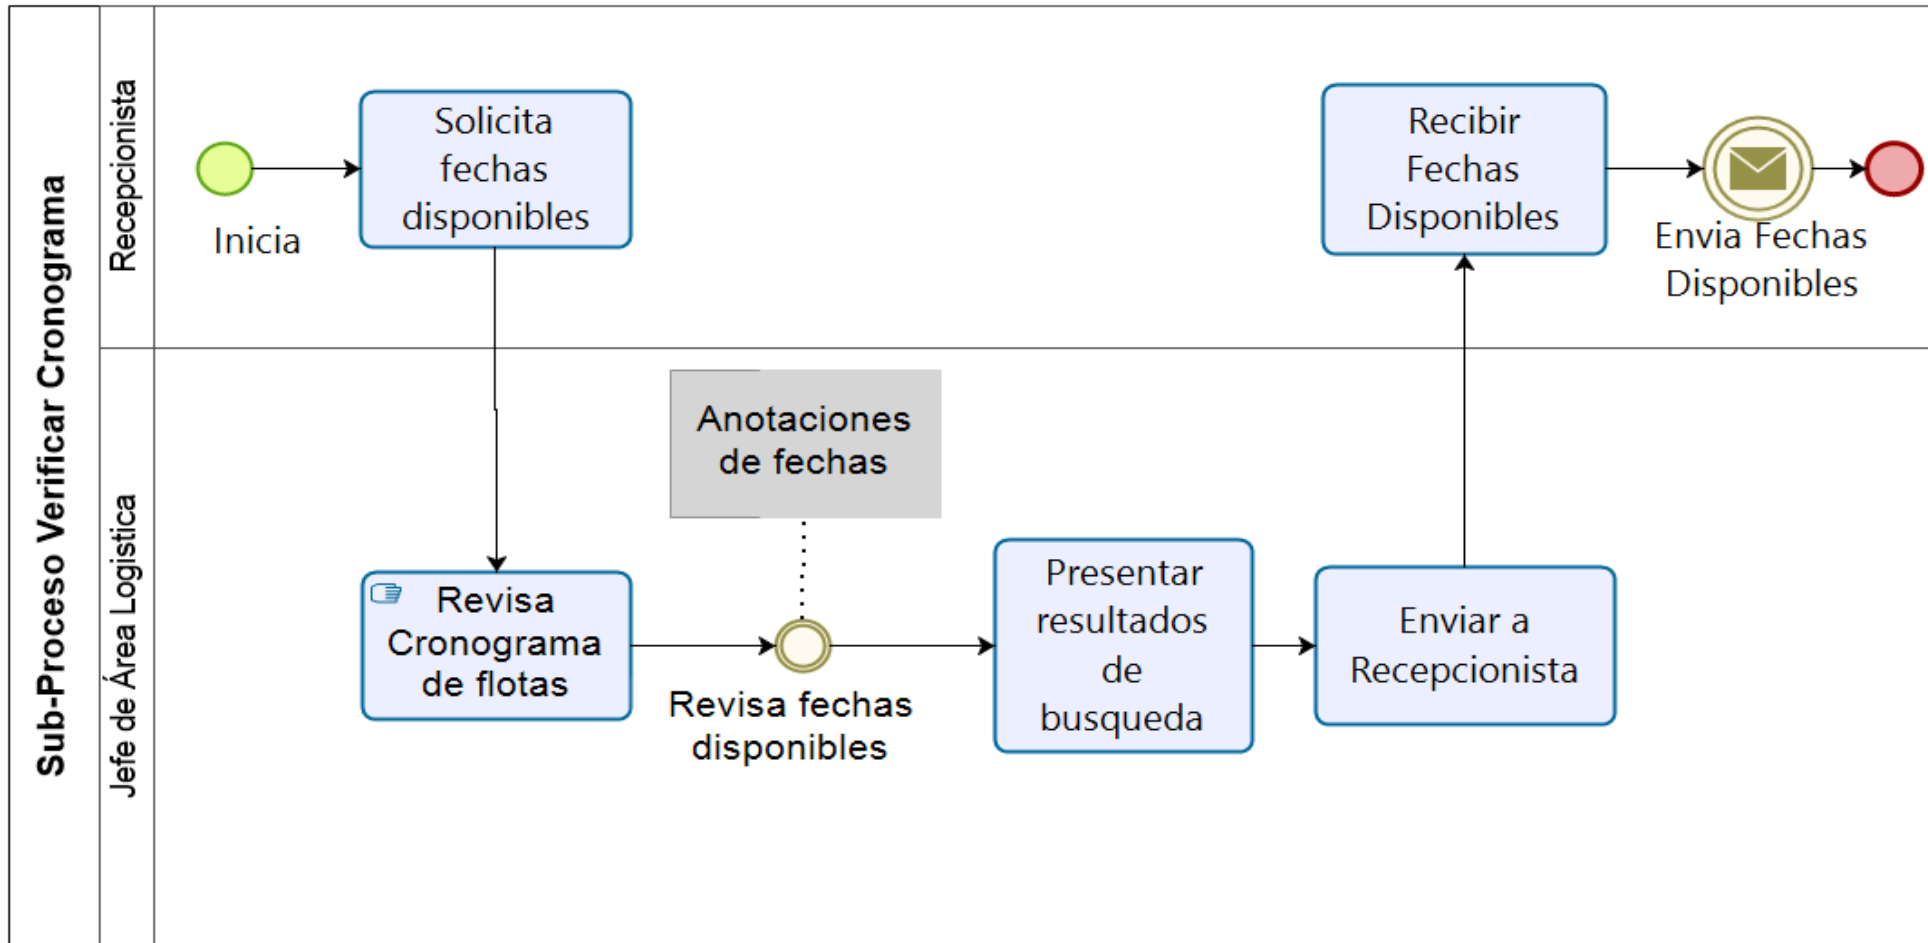 Sub-Proceso Verificar Cronograma
Recepcionista
Inicia
Solicita
fechas
disponibles
Recibir
Fechas
Disponibles
Envia Fechas
Disponibles
Jefe de Área Logistica
Anotaciones
de fechas
Revisa
Cronograma
de flotas
Revisa fechas
disponibles
Presentar
resultados
de
busqueda
Enviar a
Recepcionista